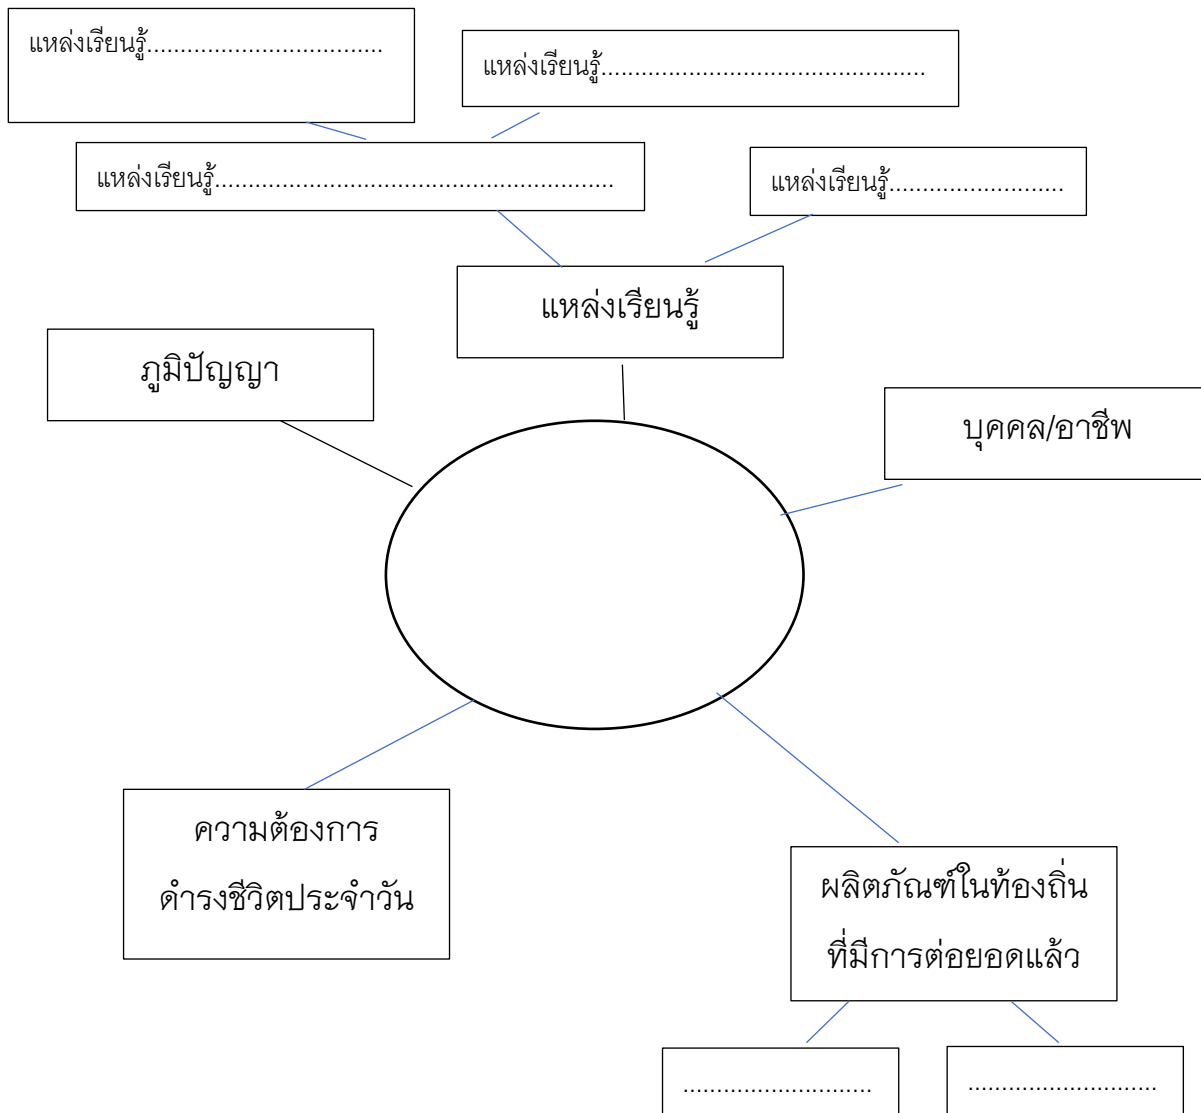 แหล่งเรียนรู้...................................
แหล่งเรียนรู้................................................
แหล่งเรียนรู้...........................................................
แหล่งเรียนรู้..........................
แหล่งเรียนรู้
ภูมิปัญญา
บุคคล/อาชีพ
ความต้องการ
ดำรงชีวิตประจำวัน
ผลิตภัณฑ์ในท้องถิ่น
ที่มีการต่อยอดแล้ว
............................
............................